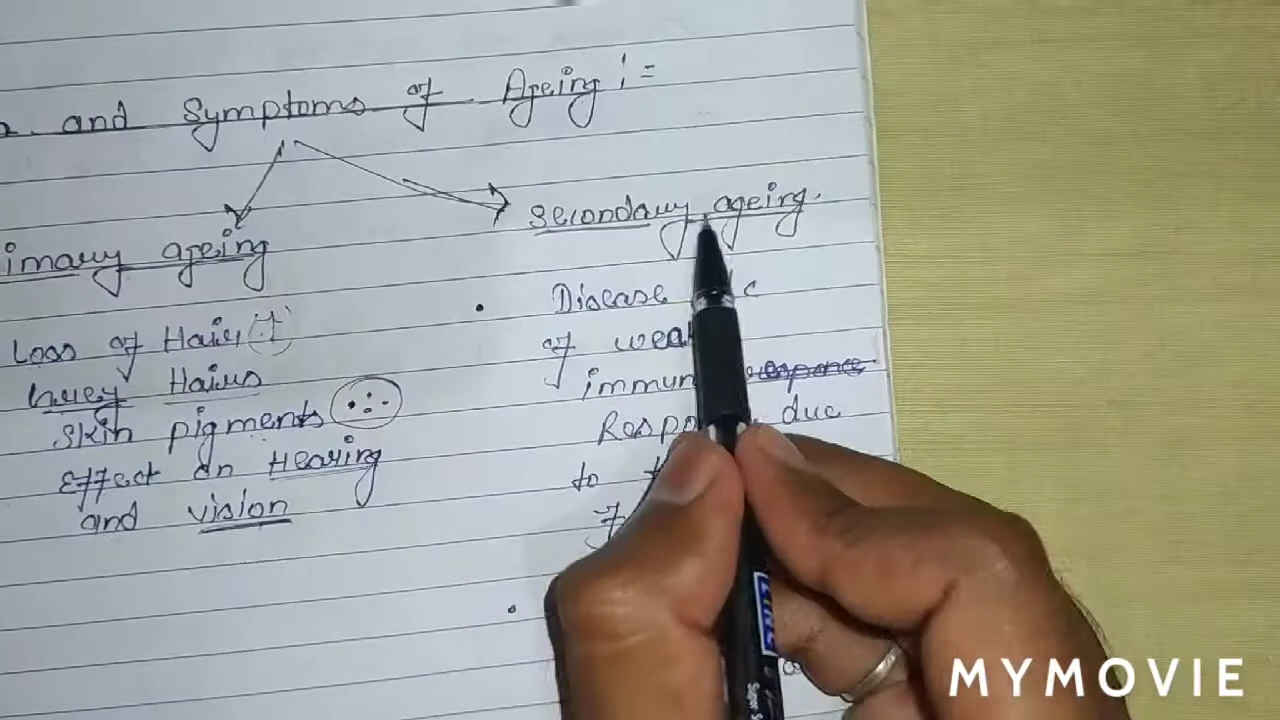 and Symptoms of Ageing :=
imary ageing
Secondary ageing.
Loss of Hair
Grey Hairs
Skin pigments
Effect on Hearing
and vision
Disease
of weak
immun
Respo due
to
LINC
MYMOVIE